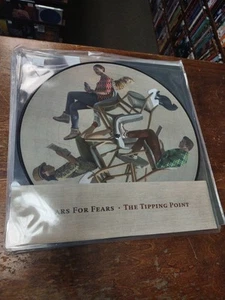 ARS FOR FEARS • THE TIPPING POINT